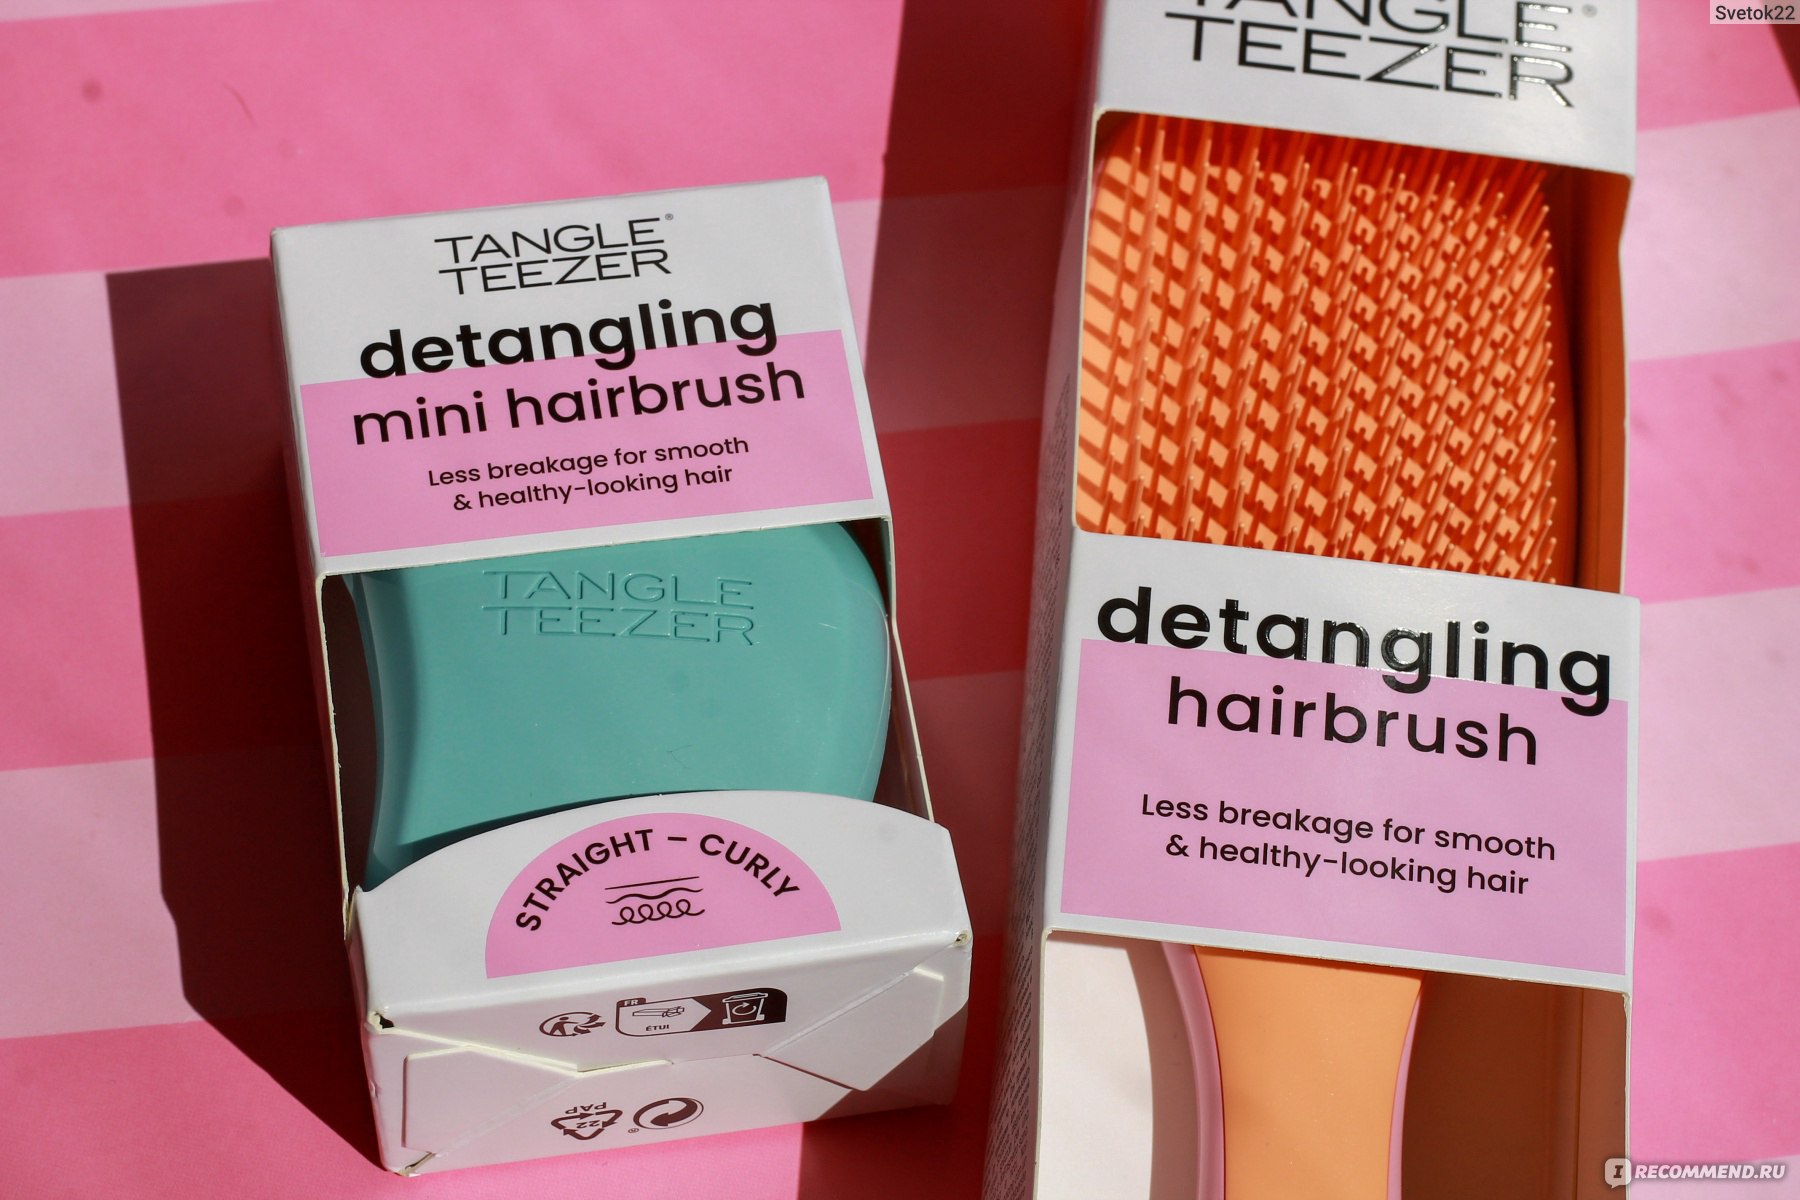 Svetok22
TANGLE
TEEZER
detangling
mini hairbrush
Less breakage for smooth
& healthy-looking hair
TANGLE
TEEZER
STRAIGHT – CURLY
FR
ÉTUI
22
PAP
TANGLE
TEEZER
detangling
hairbrush
Less breakage for smooth
& healthy-looking hair
IRECOMMEND.RU